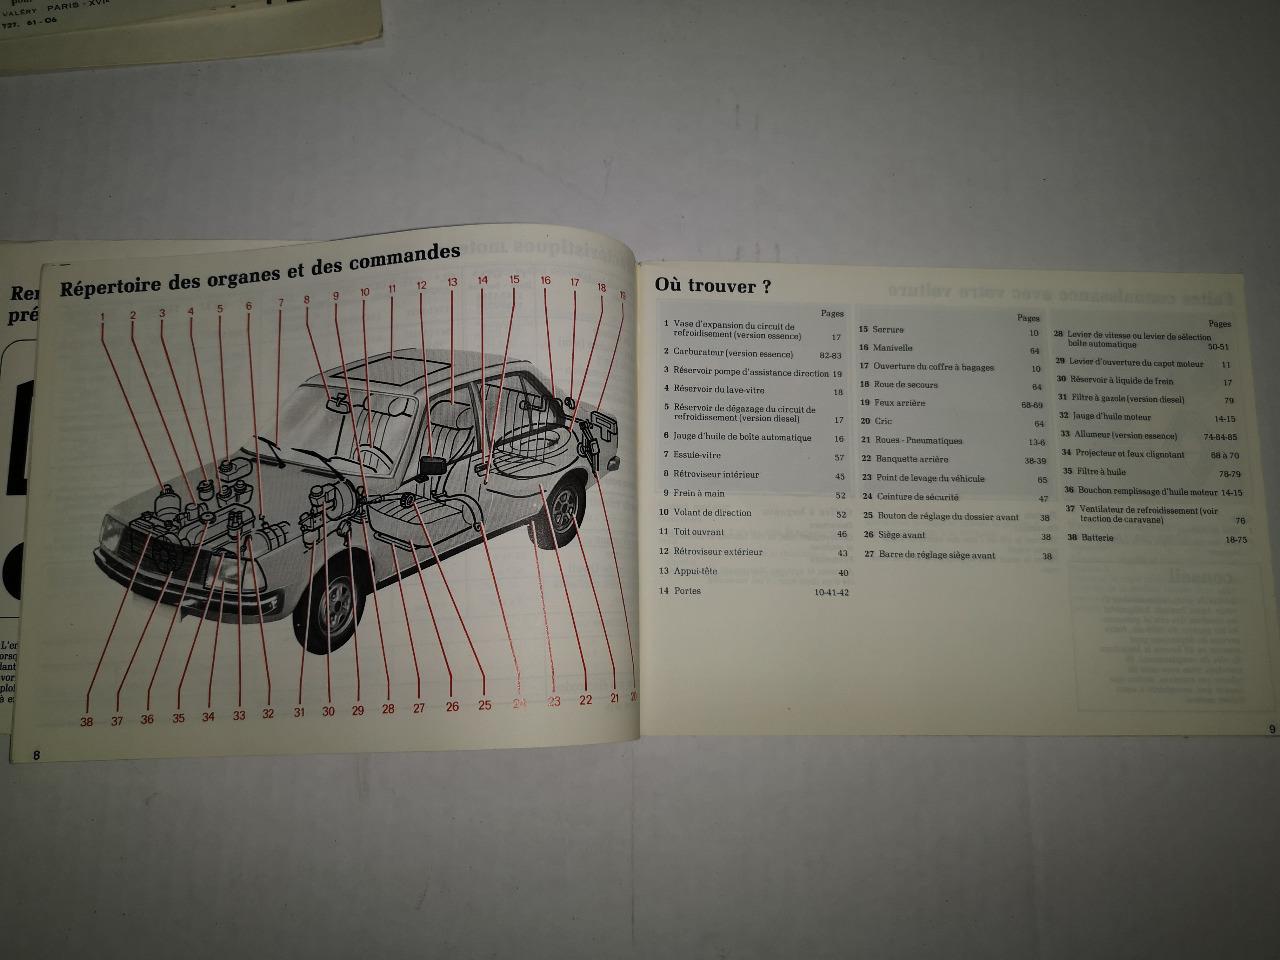 VALÉRY PARIS - XVIe
727. 61-06
Répertoire des organes et des commandes
1 2 3 4 5 6 7 8 9 10 11 12 13 14 15 16 17 18 19
38 37 36 35 34 33 32 31 30 29 28 27 26 25 24 23 22 21 20
8
Où trouver ?
Pages
1 Vase d'expansion du circuit de
refroidissement (version essence) 17
2 Carburateur (version essence) 82-83
3 Réservoir pompe d'assistance direction 19
4 Réservoir du lave-vitre 18
5 Réservoir de dégazage du circuit de
refroidissement (version diesel) 17
6 Jauge d'huile de boîte automatique 16
7 Essuie-vitre 57
8 Rétroviseur intérieur 45
9 Frein à main 52
10 Volant de direction 52
11 Toit ouvrant 46
12 Rétroviseur extérieur 43
13 Appui-tête 40
14 Portes 10-41-42
Pages
15 Serrure 10
16 Manivelle 64
17 Ouverture du coffre à bagages 10
18 Roue de secours 64
19 Feux arrière 68-69
20 Cric 64
21 Roues - Pneumatiques 13-6
22 Banquette arrière 38-39
23 Point de levage du véhicule 65
24 Ceinture de sécurité 47
25 Bouton de réglage du dossier avant 38
26 Siège avant 38
27 Barre de réglage siège avant 38
Pages
28 Levier de vitesse ou levier de sélection
boîte automatique 50-51
29 Levier d'ouverture du capot moteur 11
30 Réservoir à liquide de frein 17
31 Filtre à gazole (version diesel) 79
32 Jauge d'huile moteur 14-15
33 Allumeur (version essence) 74-84-85
34 Projecteur et feux clignotant 68 à 70
35 Filtre à huile 78-79
36 Bouchon remplissage d'huile moteur 14-15
37 Ventilateur de refroidissement (voir
traction de caravane) 76
38 Batterie 18-75
9